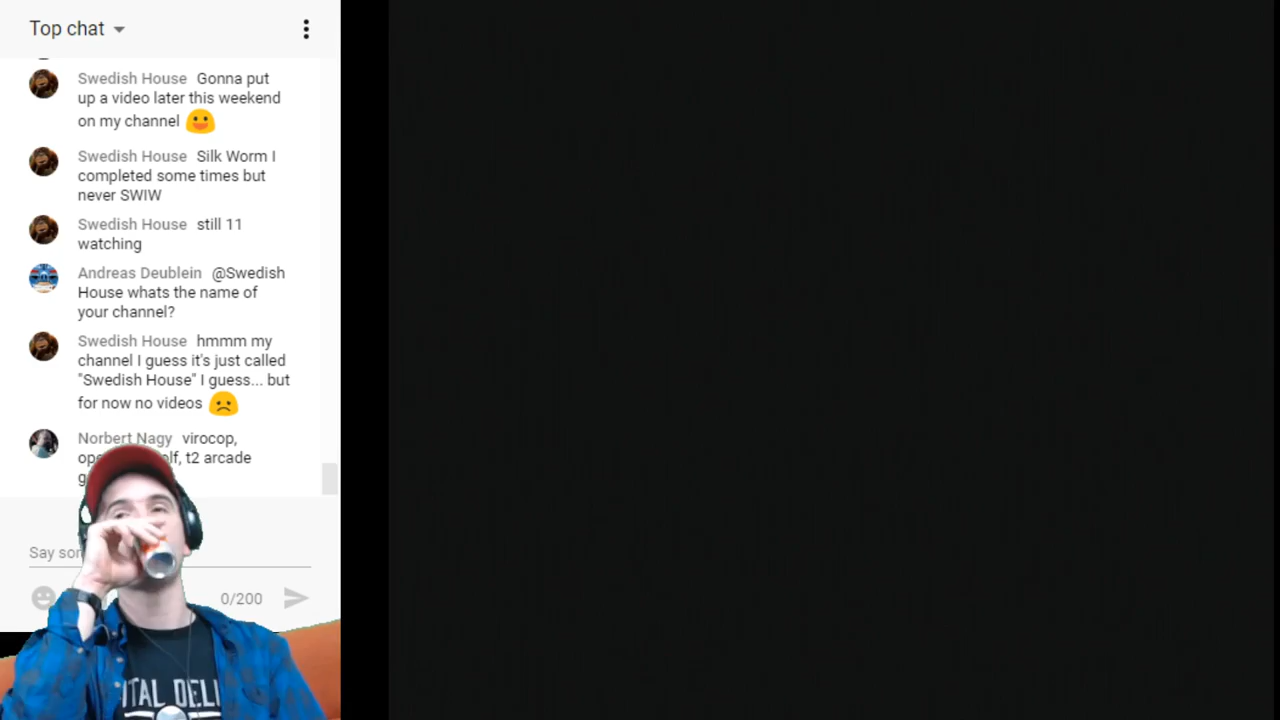 Top chat
Swedish House Gonna put
up a video later this weekend
on my channel
Swedish House Silk Worm I
completed some times but
never SWIW
Swedish House still 11
watching
Andreas Deublein @Swedish
House whats the name of
your channel?
Swedish House hmmm my
channel I guess it's just called
"Swedish House" I guess... but
for now no videos
Norbert Nagy virocop,
t2 arcade
Say
0/200